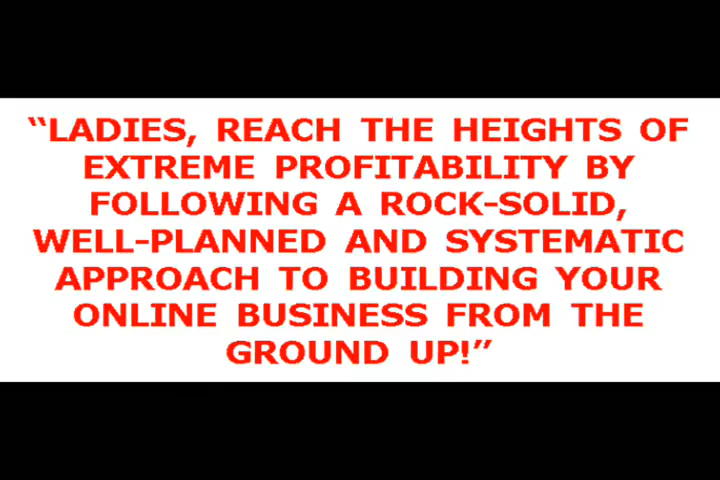 “LADIES, REACH THE HEIGHTS OF
EXTREME PROFITABILITY BY
FOLLOWING A ROCK-SOLID,
WELL-PLANNED AND SYSTEMATIC
APPROACH TO BUILDING YOUR
ONLINE BUSINESS FROM THE
GROUND UP!”